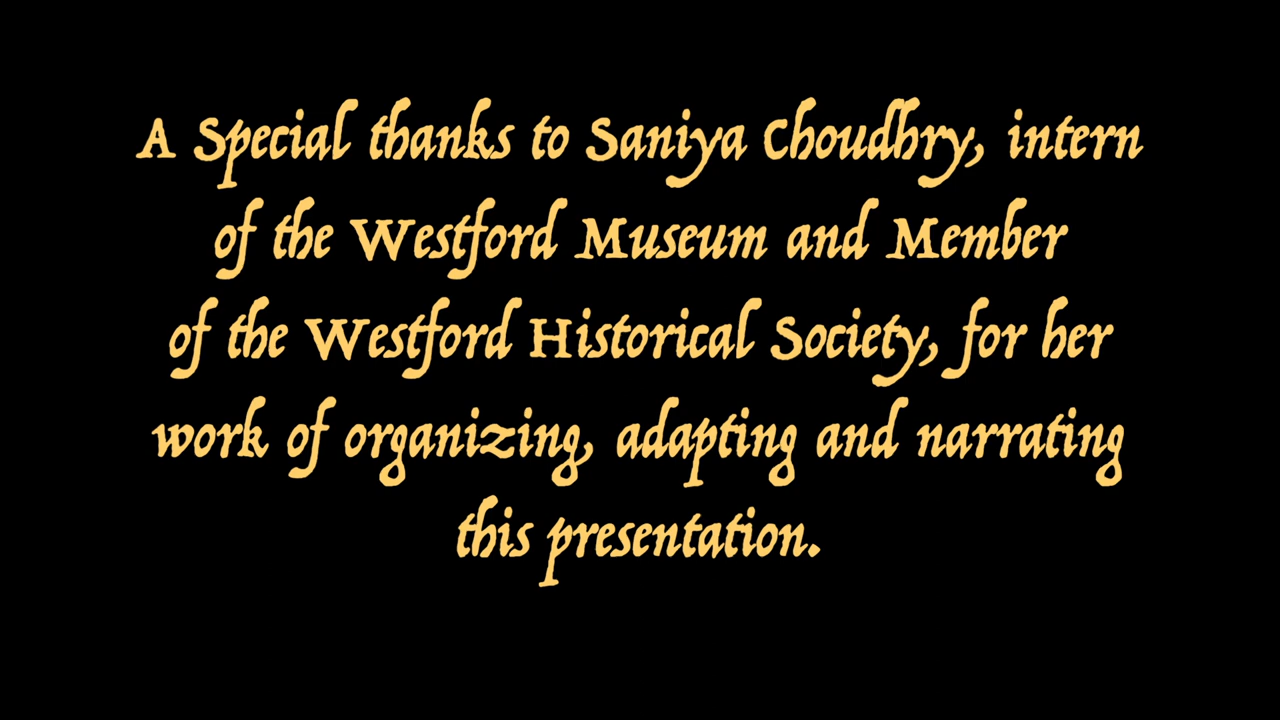 A Special thanks to Saniya Choudhry, intern
of the Westford Museum and Member
of the Westford Historical Society, for her
work of organizing, adapting and narrating
this presentation.